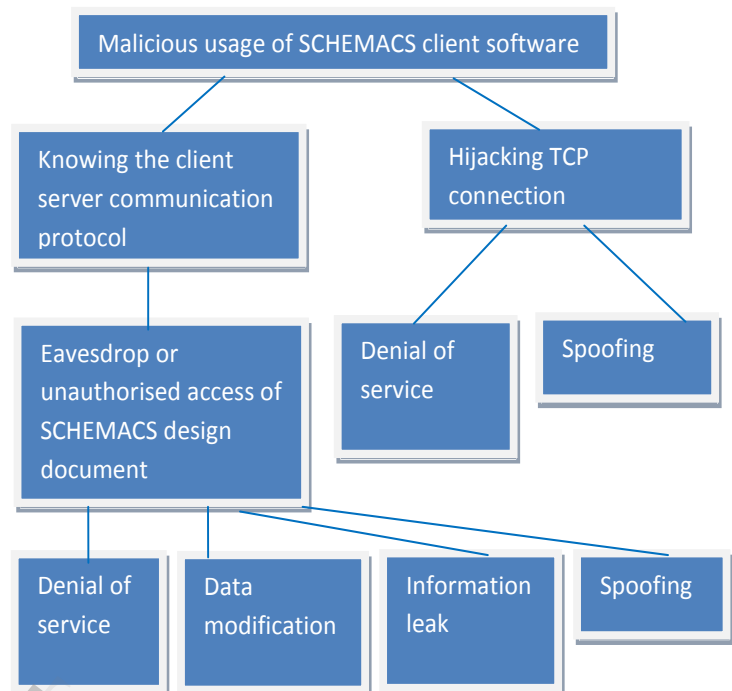 Malicious usage of SCHEMACS client software
Knowing the client
server communication
protocol
Hijacking TCP
connection
Eavesdrop or
unauthorised access of
SCHEMACS design
document
Denial of
service
Spoofing
Denial of
service
Data
modification
Information
leak
Spoofing